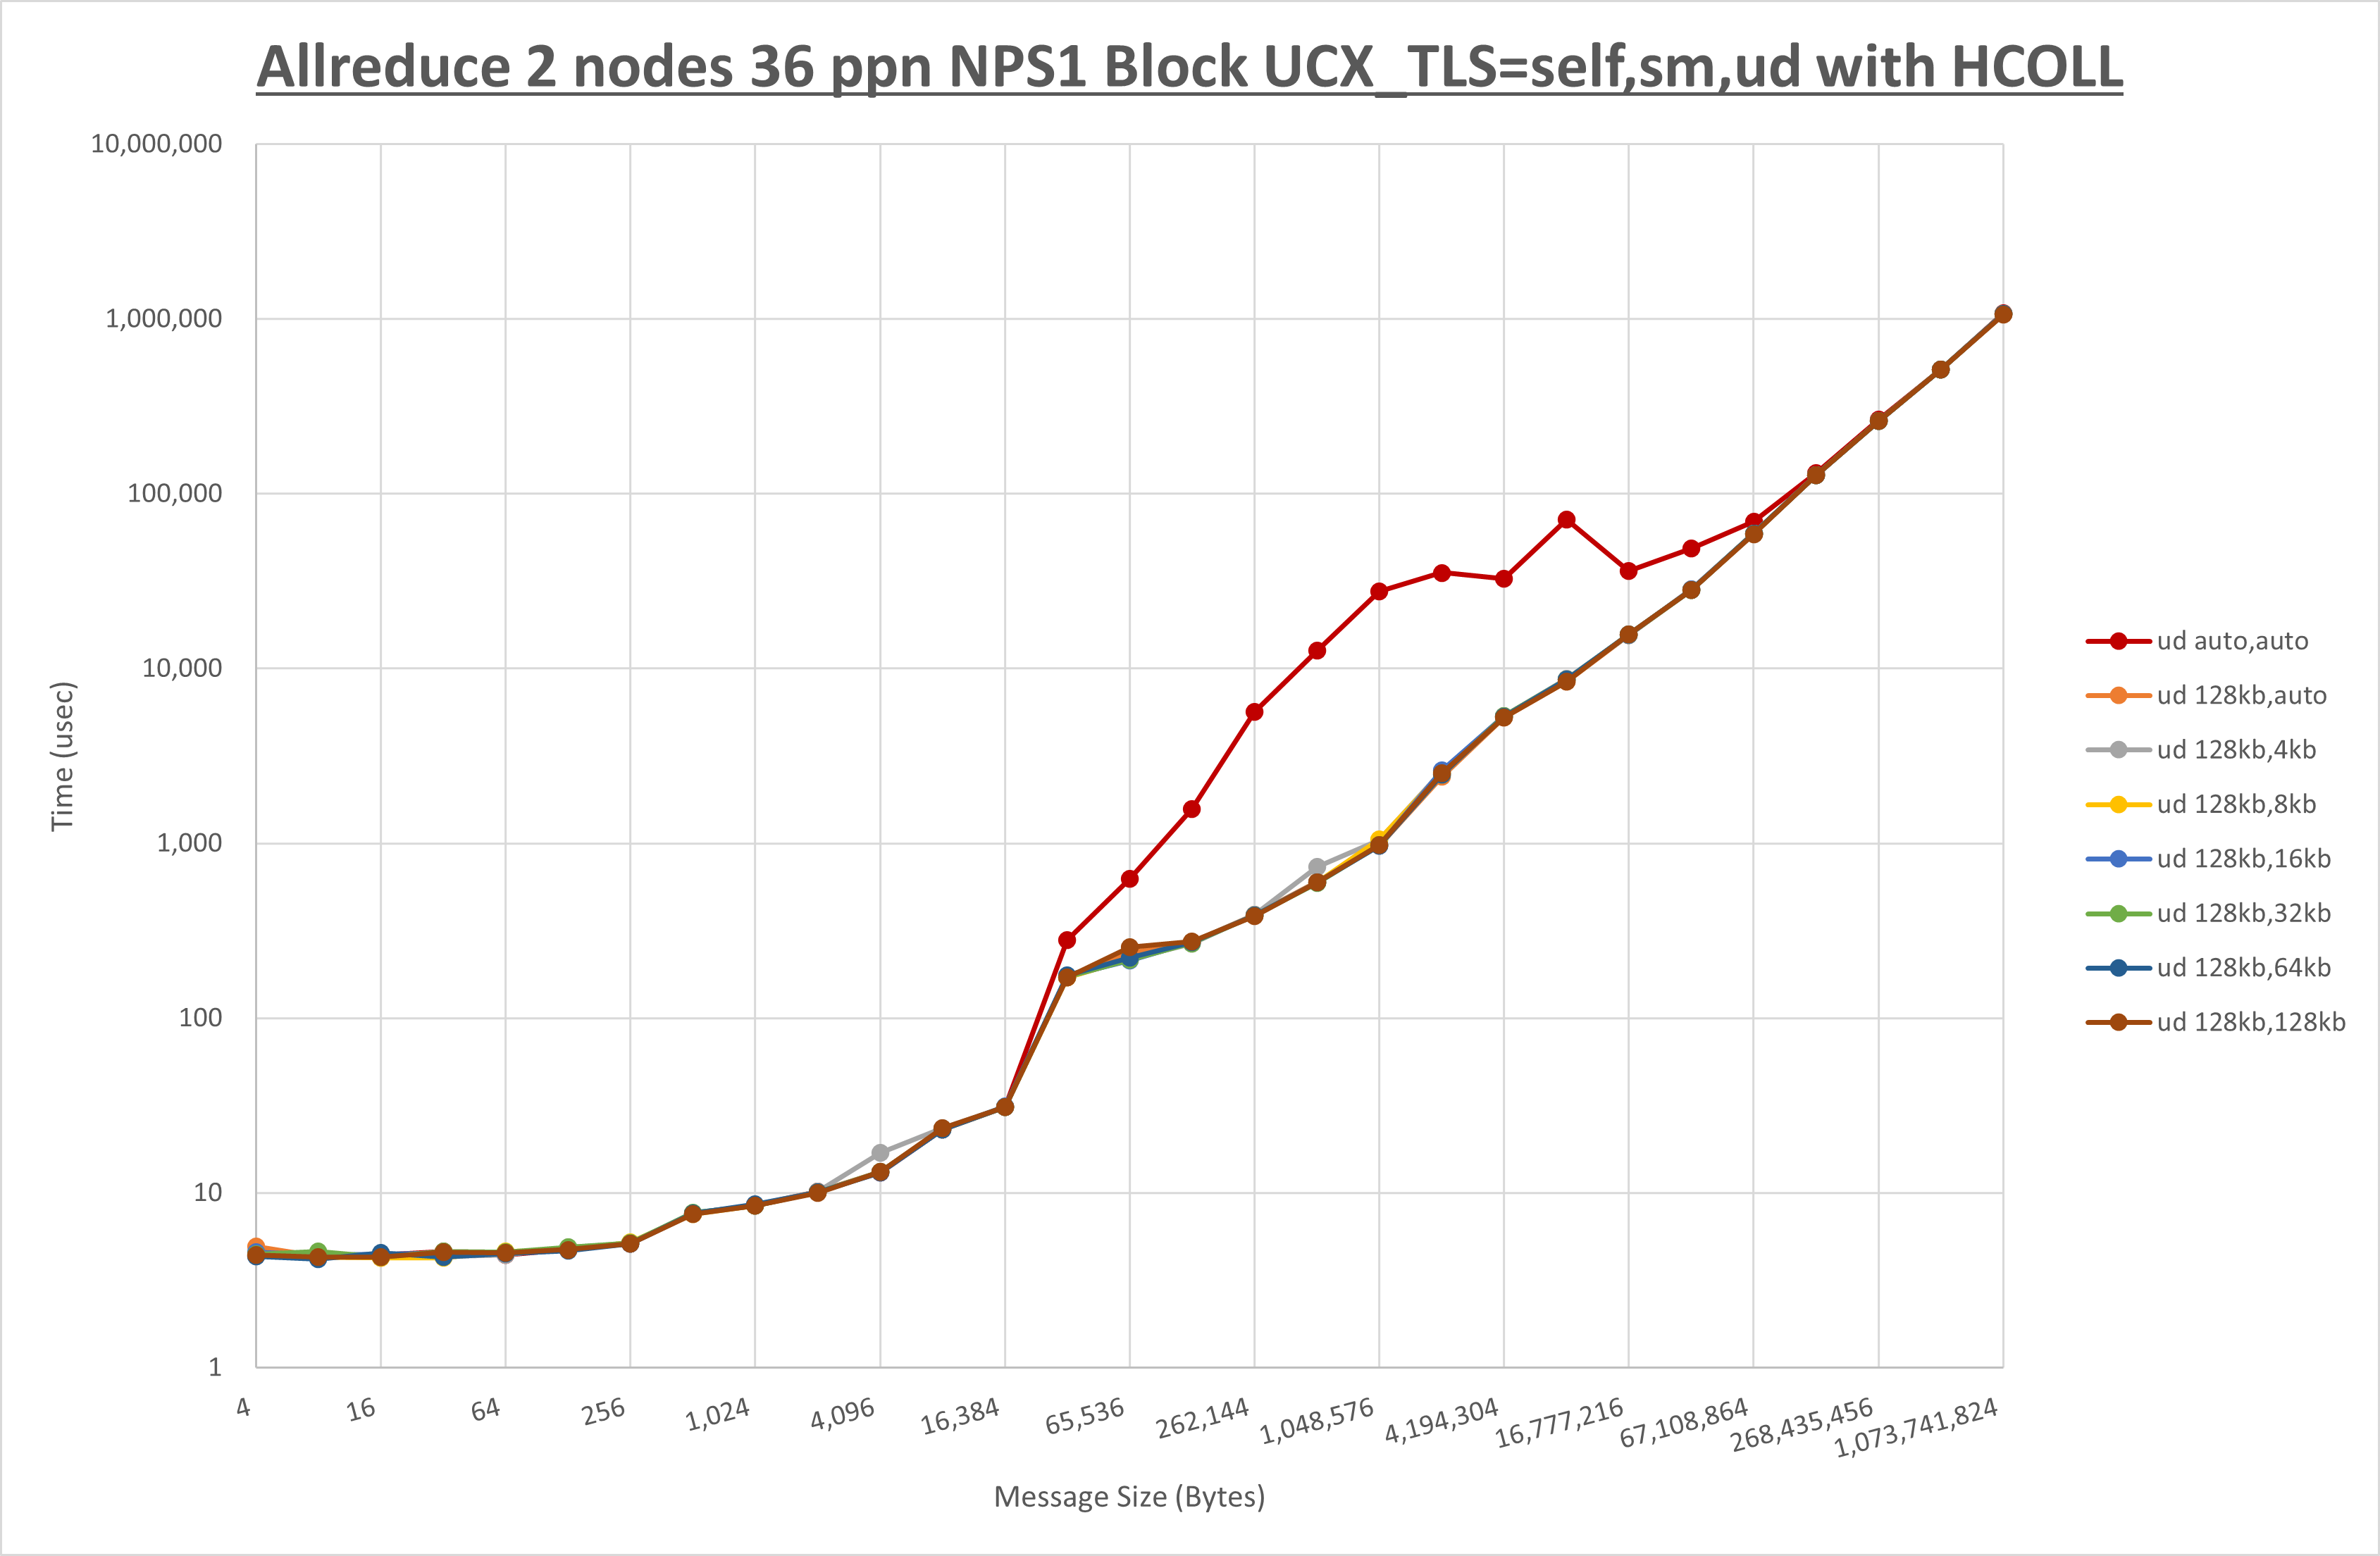 Allreduce 2 nodes 36 ppn NPS1 Block UCX_TLS=self,sm,ud with HCOLL
10,000,000
1,000,000
100,000
10,000
1,000
100
10
1
Time (usec)
4
16
64
256
1,024
4,096
16,384
65,536
262,144
1,048,576
4,194,304
16,777,216
67,108,864
268,435,456
1,073,741,824
Message Size (Bytes)
ud auto,auto
ud 128kb,auto
ud 128kb,4kb
ud 128kb,8kb
ud 128kb,16kb
ud 128kb,32kb
ud 128kb,64kb
ud 128kb,128kb